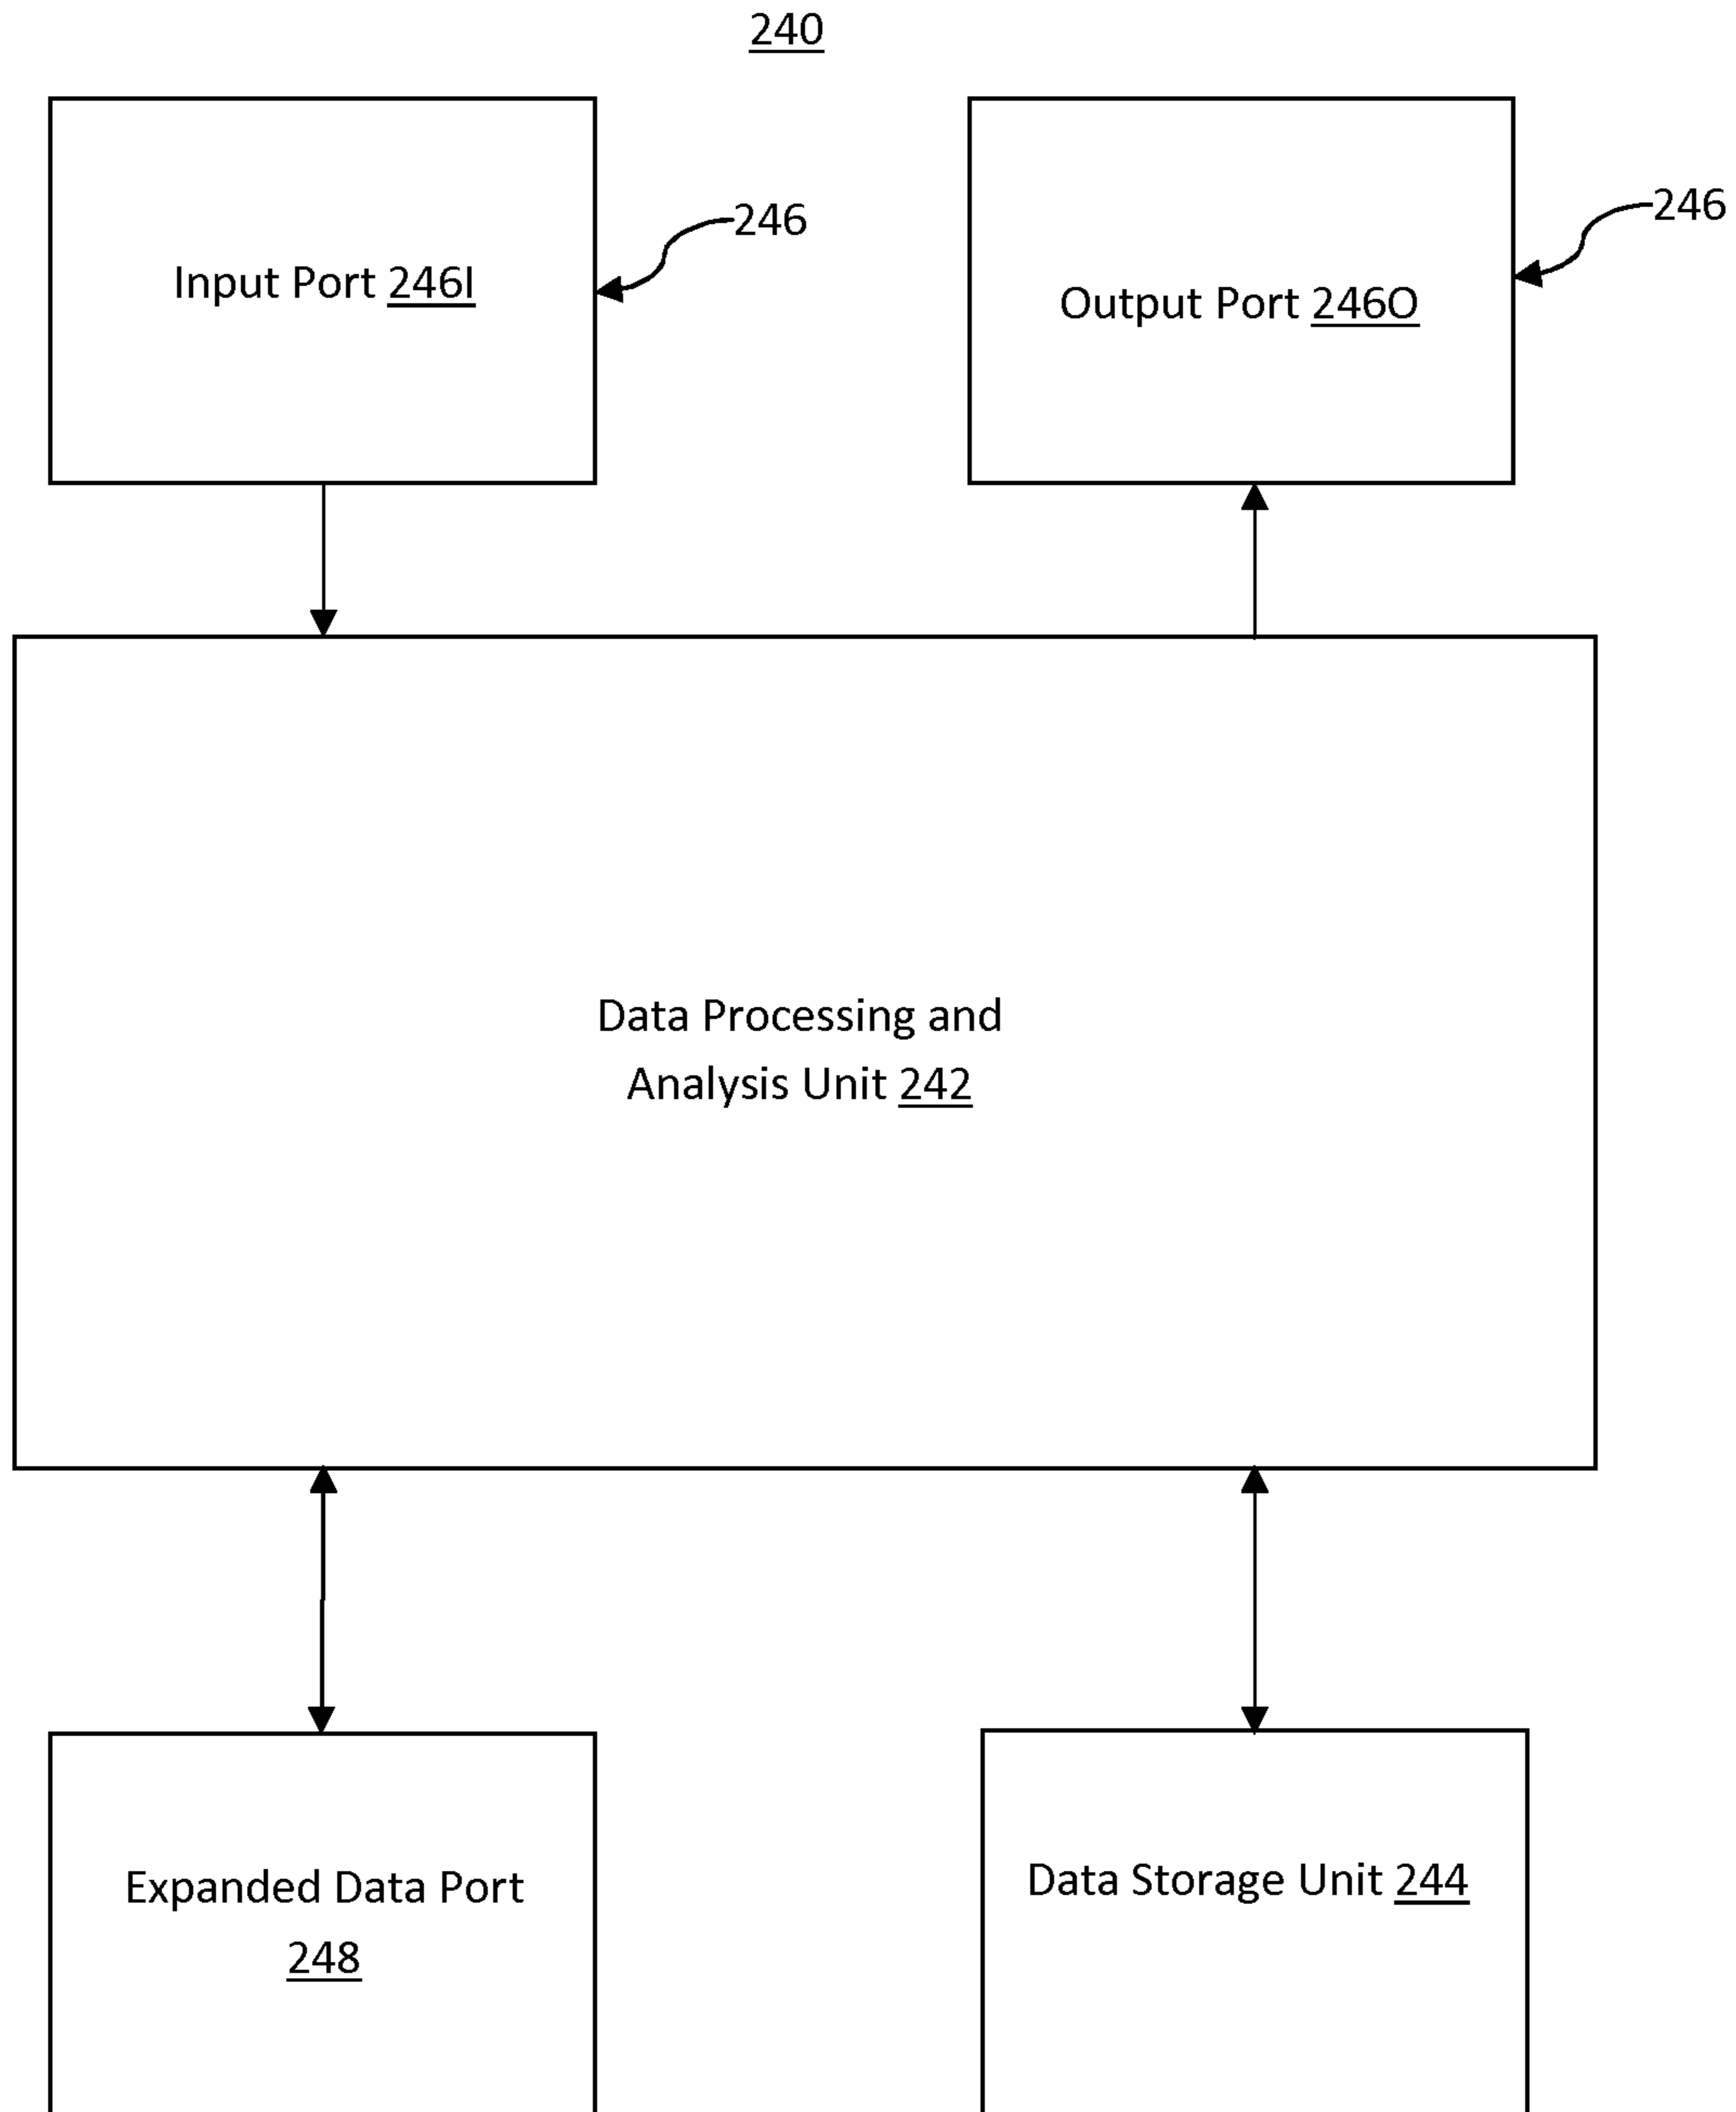 240
Input Port 246I
246
Output Port 246O
246
Data Processing and
Analysis Unit 242
Expanded Data Port
248
Data Storage Unit 244